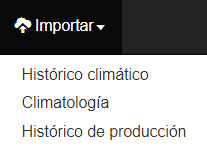 Importar
Histórico climático
Climatología
Histórico de producción